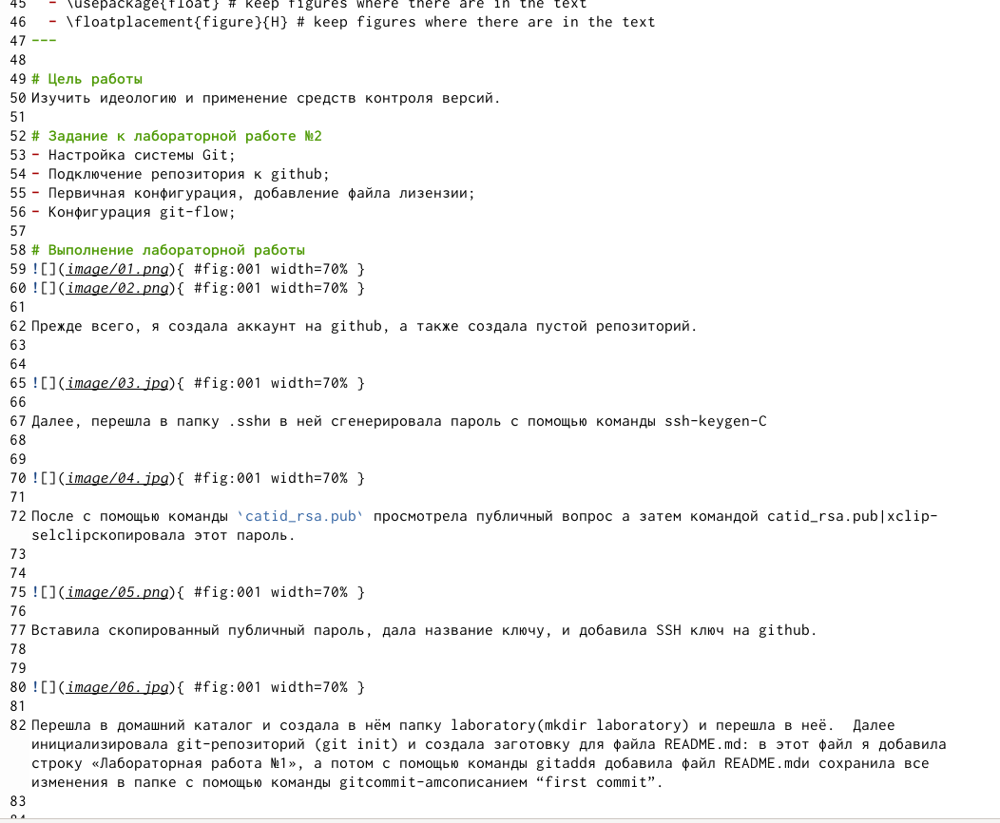 45   - \usepackage{float} # keep figures where there are in the text
46   - \floatplacement{figure}{H} # keep figures where there are in the text
47 ---
48
49 # Цель работы
50 Изучить идеологию и применение средств контроля версий.
51
52 # Задание к лабораторной работе №2
53 - Настройка системы Git;
54 - Подключение репозитория к github;
55 - Первичная конфигурация, добавление файла лизензии;
56 - Конфигурация git-flow;
57
58 # Выполнение лабораторной работы
59 ![](image/01.png){ #fig:001 width=70% }
60 ![](image/02.png){ #fig:001 width=70% }
61
62 Прежде всего, я создала аккаунт на github, а также создала пустой репозиторий.
63
64
65 ![](image/03.jpg){ #fig:001 width=70% }
66
67 Далее, перешла в папку .sshи в ней сгенерировала пароль с помощью команды ssh-keygen-C
68
69
70 ![](image/04.jpg){ #fig:001 width=70% }
71
72 После с помощью команды `catid_rsa.pub` просмотрела публичный вопрос а затем командой catid_rsa.pub|xclip-
selclipскопировала этот пароль.
73
74
75 ![](image/05.png){ #fig:001 width=70% }
76
77 Вставила скопированный публичный пароль, дала название ключу, и добавила SSH ключ на github.
78
79
80 ![](image/06.jpg){ #fig:001 width=70% }
81
82 Перешла в домашний каталог и создала в нём папку laboratory(mkdir laboratory) и перешла в неё.  Далее
инициализировала git-репозиторий (git init) и создала заготовку для файла README.md: в этот файл я добавила
строку «Лабораторная работа №1», а потом с помощью команды gitaddя добавила файл README.mdи сохранила все
изменения в папке с помощью команды gitcommit-amсописанием “first commit”.
83